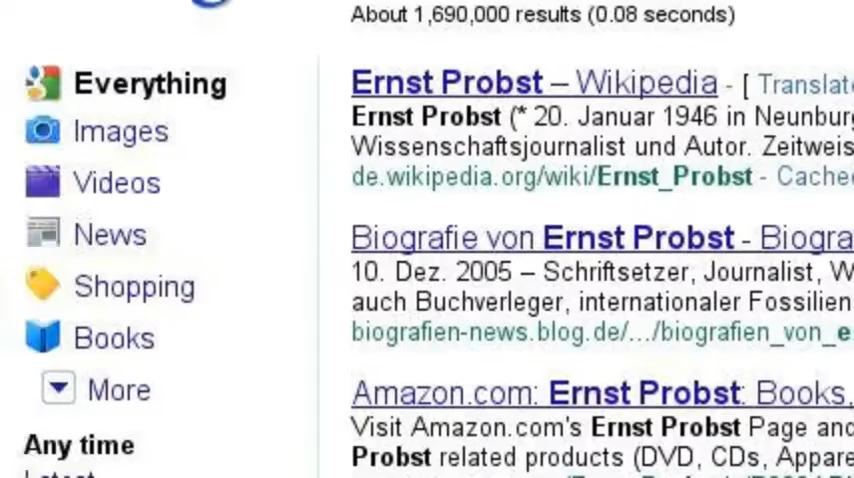 About 1,690,000 results (0.08 seconds)
Everything
Images
Videos
News
Shopping
Books
More
Any time
Latest
Ernst Probst – Wikipedia - [ Translate
Ernst Probst (* 20. Januar 1946 in Neunburg
Wissenschaftsjournalist und Autor. Zeitweis
de.wikipedia.org/wiki/Ernst_Probst - Cached
Biografie von Ernst Probst - Biogra
10. Dez. 2005 – Schriftsetzer, Journalist, W
auch Buchverleger, internationaler Fossilien
biografien-news.blog.de/.../biografien_von_e
Amazon.com: Ernst Probst: Books,
Visit Amazon.com's Ernst Probst Page and
Probst related products (DVD, CDs, Appare